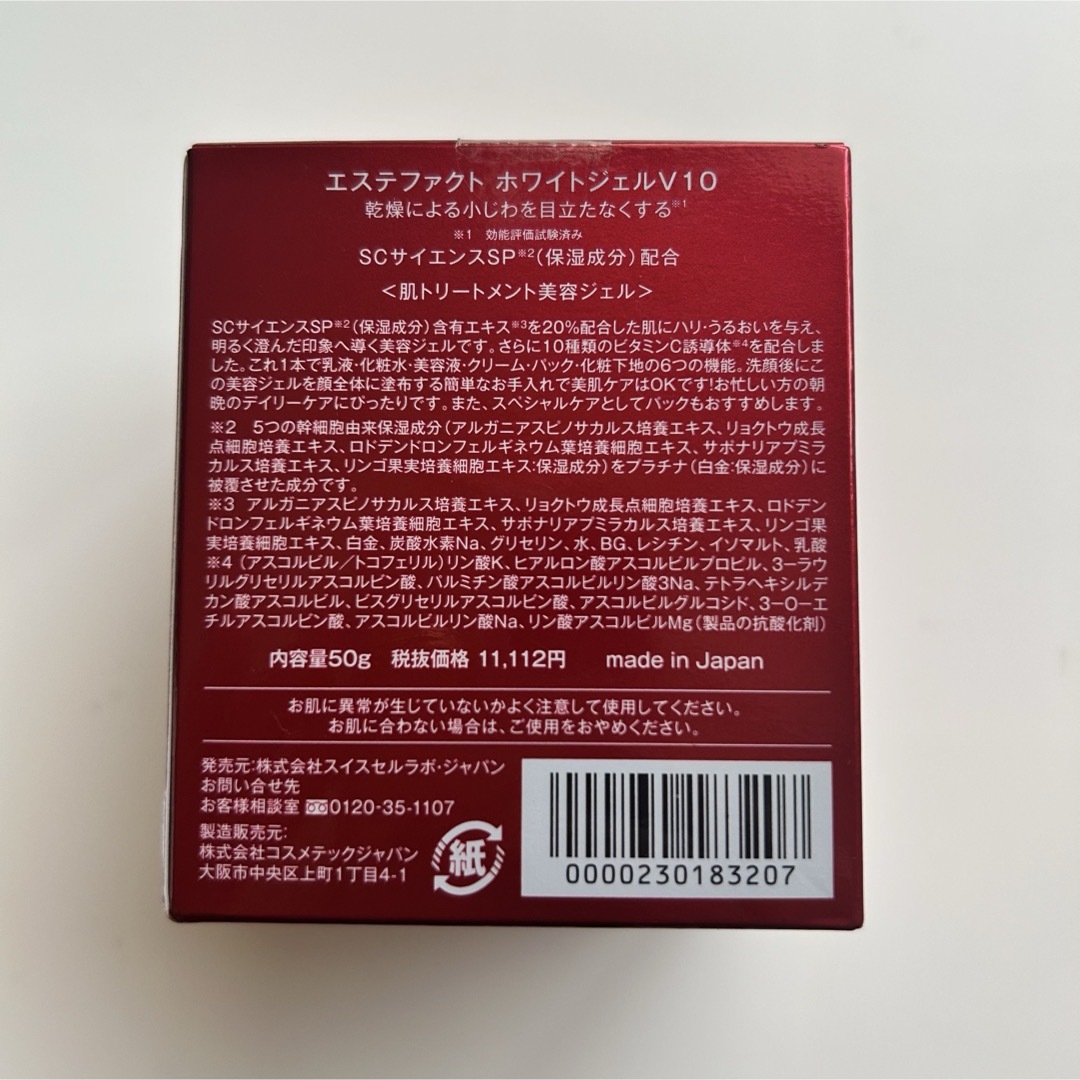 エステファクト ホワイトジェルV10
乾燥による小じわを目立たなくする※1
※1 効能評価試験済み
SCサイエンスSP※2(保湿成分)配合
＜肌トリートメント美容ジェル＞
SCサイエンスSP※2(保湿成分)含有エキス※3を20%配合した肌にハリ・うるおいを与え、
明るく澄んだ印象へ導く美容ジェルです。さらに10種類のビタミンC誘導体※4を配合しまし
た。これ1本で乳液・化粧水・美容液・クリーム・パック・化粧下地の6つの機能。洗顔後にこ
の美容ジェルを顔全体に塗布する簡単なお手入れで美肌ケアはOKです!お忙しい方の朝
晩のデイリーケアにぴったりです。また、スペシャルケアとしてパックもおすすめします。
※2 5つの幹細胞由来保湿成分(アルガニアスピノサカルス培養エキス、リョクトウ成長
点細胞培養エキス、ロドデンドロンフェルギネウム葉培養細胞エキス、サポナリアプミラ
カルス培養エキス、リンゴ果実培養細胞エキス:保湿成分)をプラチナ(白金:保湿成分)に
被覆させた成分です。
※3 アルガニアスピノサカルス培養エキス、リョクトウ成長点細胞培養エキス、ロドデン
ドロンフェルギネウム葉培養細胞エキス、サポナリアプミラカルス培養エキス、リンゴ果
実培養細胞エキス、白金、炭酸水素Na、グリセリン、水、BG、レシチン、イソマルト、乳酸
※4 (アスコルビル/トコフェリル)リン酸K、ヒアルロン酸アスコルビルプロピル、3-ラウ
リルグリセリルアスコルビン酸、パルミチン酸アスコルビルリン酸3Na、テトラヘキシルデ
カン酸アスコルビル、ビスグリセリルアスコルビン酸、アスコルビルグルコシド、3-O-エ
チルアスコルビン酸、アスコルビルリン酸Na、リン酸アスコルビルMg(製品の抗酸化剤)
内容量50g 税抜価格 11,112円 made in Japan
お肌に異常が生じていないかよく注意して使用してください。
お肌に合わない場合は、ご使用をおやめください。
発売元:株式会社スイスセルラボ・ジャパン
お問い合せ先
お客様相談室 0120-35-1107
製造販売元:
株式会社コスメテックジャパン
大阪市中央区上町1丁目4-1
紙
0000230183207